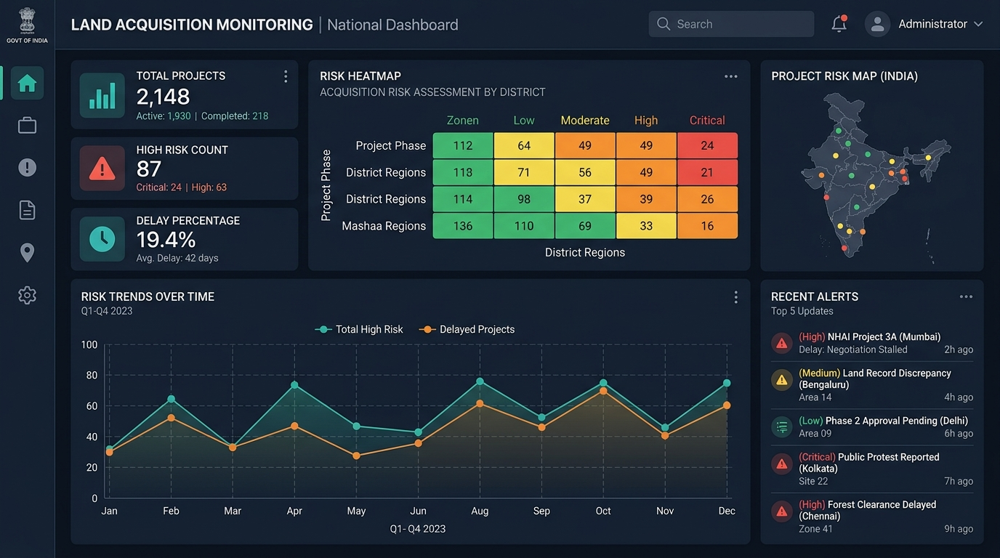 GOVT OF INDIA
LAND ACQUISITION MONITORING | National Dashboard
Search
Administrator
TOTAL PROJECTS
2,148
Active: 1,930 | Completed: 218
HIGH RISK COUNT
87
Critical: 24 | High: 63
DELAY PERCENTAGE
19.4%
Avg. Delay: 42 days
RISK HEATMAP
ACQUISITION RISK ASSESSMENT BY DISTRICT
Zonen Low Moderate High Critical
Project Phase
Project Phase 112 64 49 49 24
District Regions 118 71 56 49 21
District Regions 114 98 37 39 26
Mashaa Regions 136 110 69 33 16
District Regions
PROJECT RISK MAP (INDIA)
RISK TRENDS OVER TIME
Q1-Q4 2023
Total High Risk Delayed Projects
100
80
60
40
20
0
Jan Feb Mar Apr May Jun Aug Sep Oct Nov Dec
Q1- Q4 2023
RECENT ALERTS
Top 5 Updates
(High) NHAI Project 3A (Mumbai)
Delay: Negotiation Stalled 2h ago
(Medium) Land Record Discrepancy
(Bengaluru)
Area 14 4h ago
(Low) Phase 2 Approval Pending (Delhi)
Area 09 6h ago
(Critical) Public Protest Reported
(Kolkata)
Site 22 7h ago
(High) Forest Clearance Delayed
(Chennai)
Zone 41 9h ago